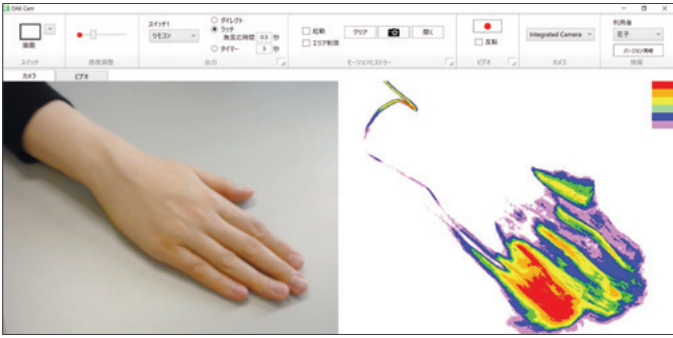 OAK Cam
スイッチ1
リモコン
ダイレクト
ラッチ
無反応時間 0.5 秒
タイマー 3 秒
起動
エリア制限
クリア
開く
反転
Integrated Camera
利用者
花子
バージョン情報
スイッチ
感度調整
出力
モーションヒストリー
ビデオ
カメラ
情報
カメラ
ビデオ